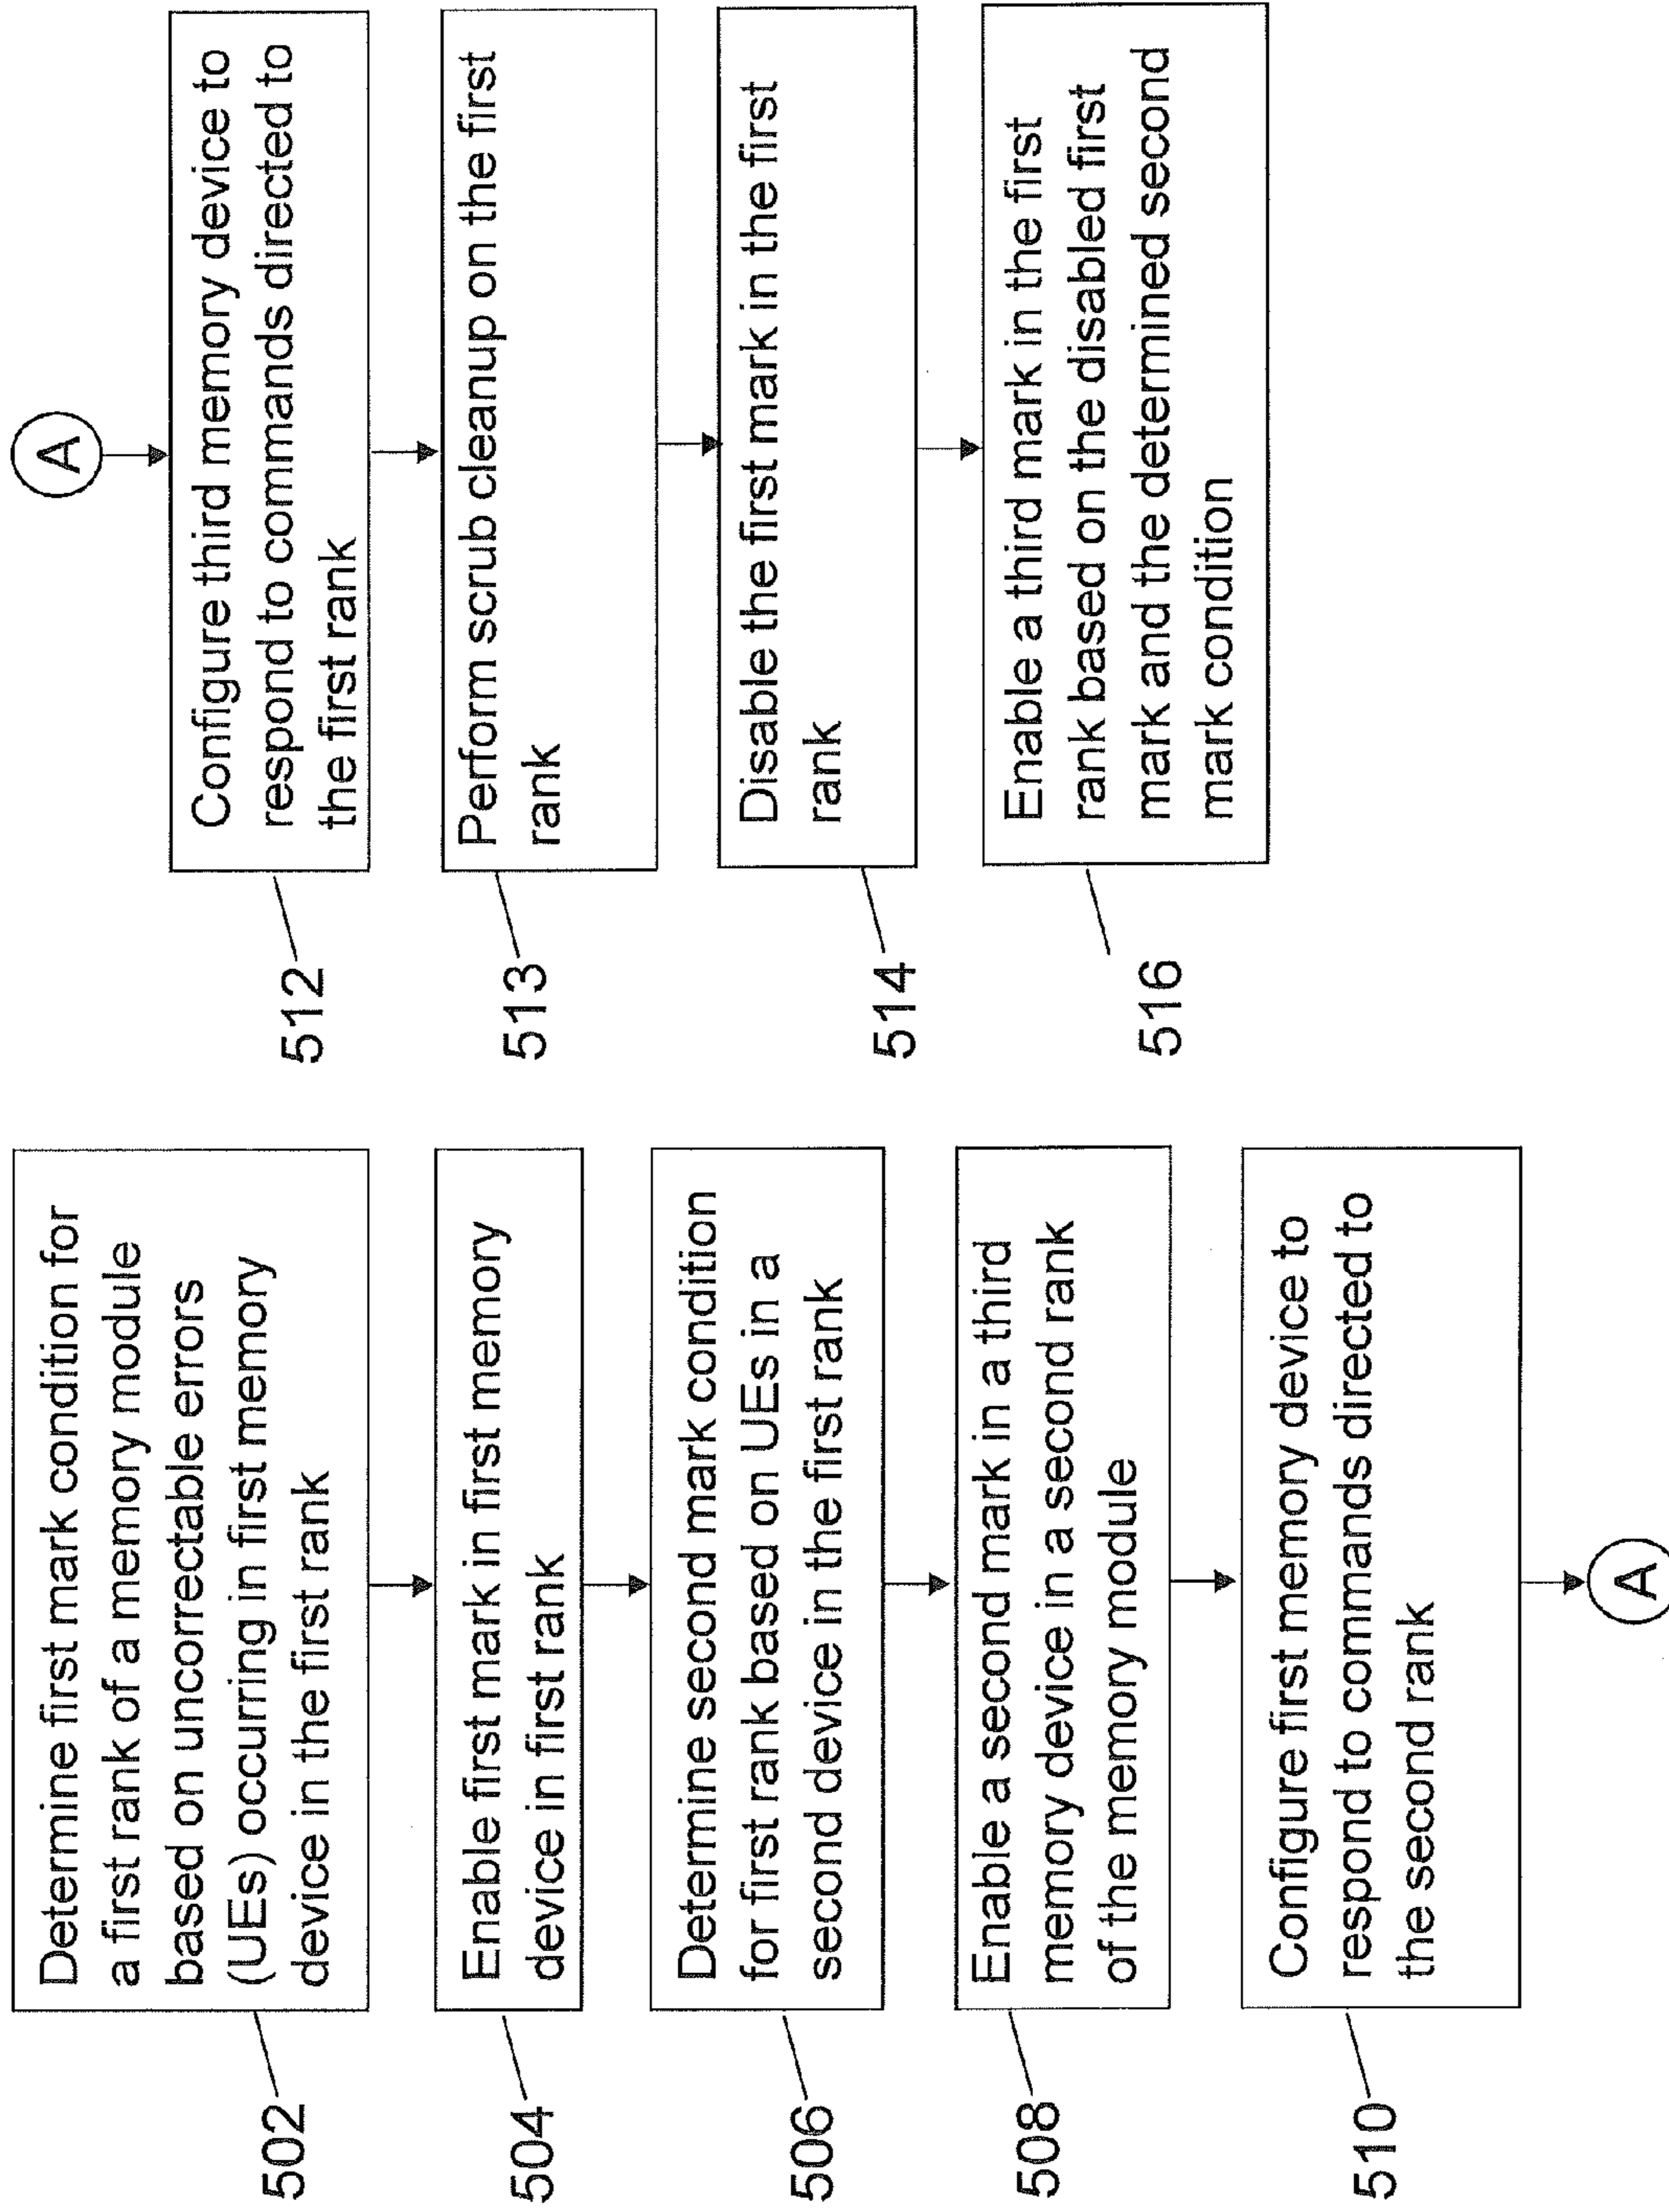 502
Determine first mark condition for
a first rank of a memory module
based on uncorrectable errors
(UEs) occurring in first memory
device in the first rank
504
Enable first mark in first memory
device in first rank
506
Determine second mark condition
for first rank based on UEs in a
second device in the first rank
508
Enable a second mark in a third
memory device in a second rank
of the memory module
510
Configure first memory device to
respond to commands directed to
the second rank
A
A
512
Configure third memory device to
respond to commands directed to
the first rank
513
Perform scrub cleanup on the first
rank
514
Disable the first mark in the first
rank
516
Enable a third mark in the first
rank based on the disabled first
mark and the determined second
mark condition